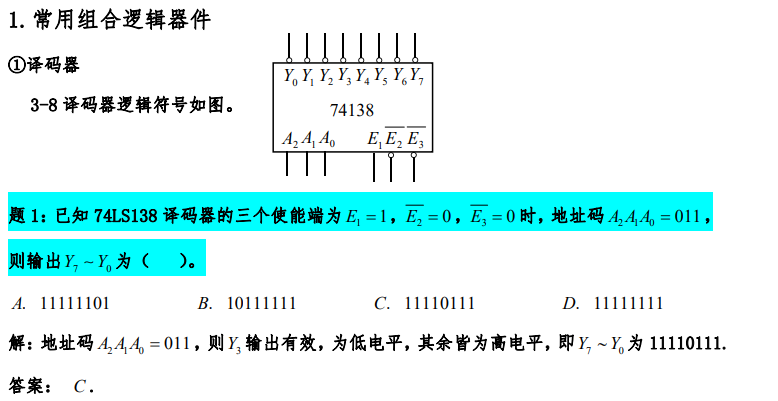 1. 常用组合逻辑器件
①译码器
3-8 译码器逻辑符号如图。
Y₀ Y₁ Y₂ Y₃ Y₄ Y₅ Y₆ Y₇
74138
A₂ A₁ A₀ E₁ E̅₂ E̅₃
题 1：已知 74LS138 译码器的三个使能端为 E₁ = 1， E̅₂ = 0， E̅₃ = 0 时，地址码 A₂A₁A₀ = 011，
则输出 Y₇ ~ Y₀ 为（ ）。
A. 11111101 B. 10111111 C. 11110111 D. 11111111
解：地址码 A₂A₁A₀ = 011，则 Y₃ 输出有效，为低电平，其余皆为高电平，即 Y₇ ~ Y₀ 为 11110111.
答案： C.